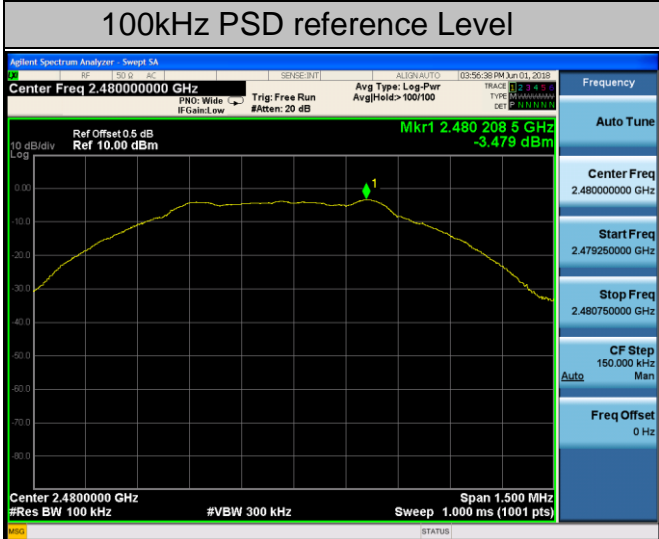 100kHz PSD reference Level
Agilent Spectrum Analyzer - Swept SA
RF 50 Ω AC SENSE:INT ALIGN AUTO 03:56:38 PM Jun 01, 2018
Center Freq 2.480000000 GHz
PNO: Wide Trig: Free Run Avg Type: Log-Pwr TRACE 1 2 3 4 5 6
IFGain:Low #Atten: 20 dB Avg|Hold:> 100/100 TYPE M
DET P N N N N N
Frequency
Ref Offset 0.5 dB Mkr1 2.480 208 5 GHz
10 dB/div Ref 10.00 dBm -3.479 dBm
Log
1
0.00
-10.0
-20.0
-30.0
-40.0
-50.0
-60.0
-70.0
-80.0
Center 2.4800000 GHz Span 1.500 MHz
#Res BW 100 kHz #VBW 300 kHz Sweep 1.000 ms (1001 pts)
Auto Tune
Center Freq
2.480000000 GHz
Start Freq
2.479250000 GHz
Stop Freq
2.480750000 GHz
CF Step
150.000 kHz
Auto Man
Freq Offset
0 Hz
MSG STATUS